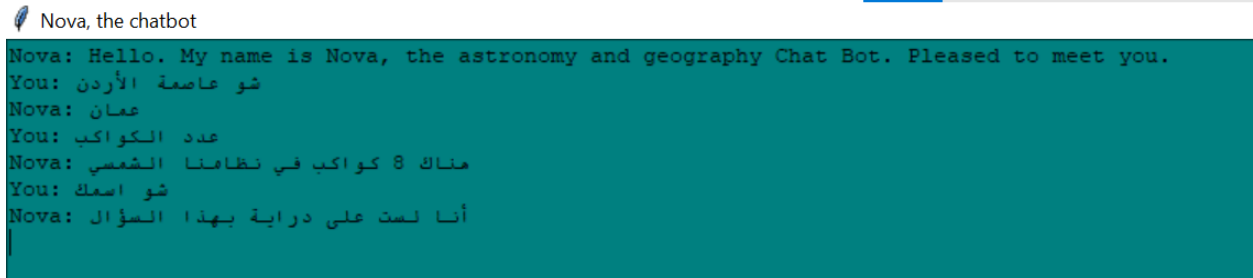 Nova, the chatbot
Nova: Hello. My name is Nova, the astronomy and geography Chat Bot. Pleased to meet you.
You: شو عاصمة الأردن
Nova: عمان
You: عدد الكواكب
Nova: هناك 8 كواكب في نظامنا الشمسي
You: شو اسمك
Nova: أنا لست على دراية بهذا السؤال